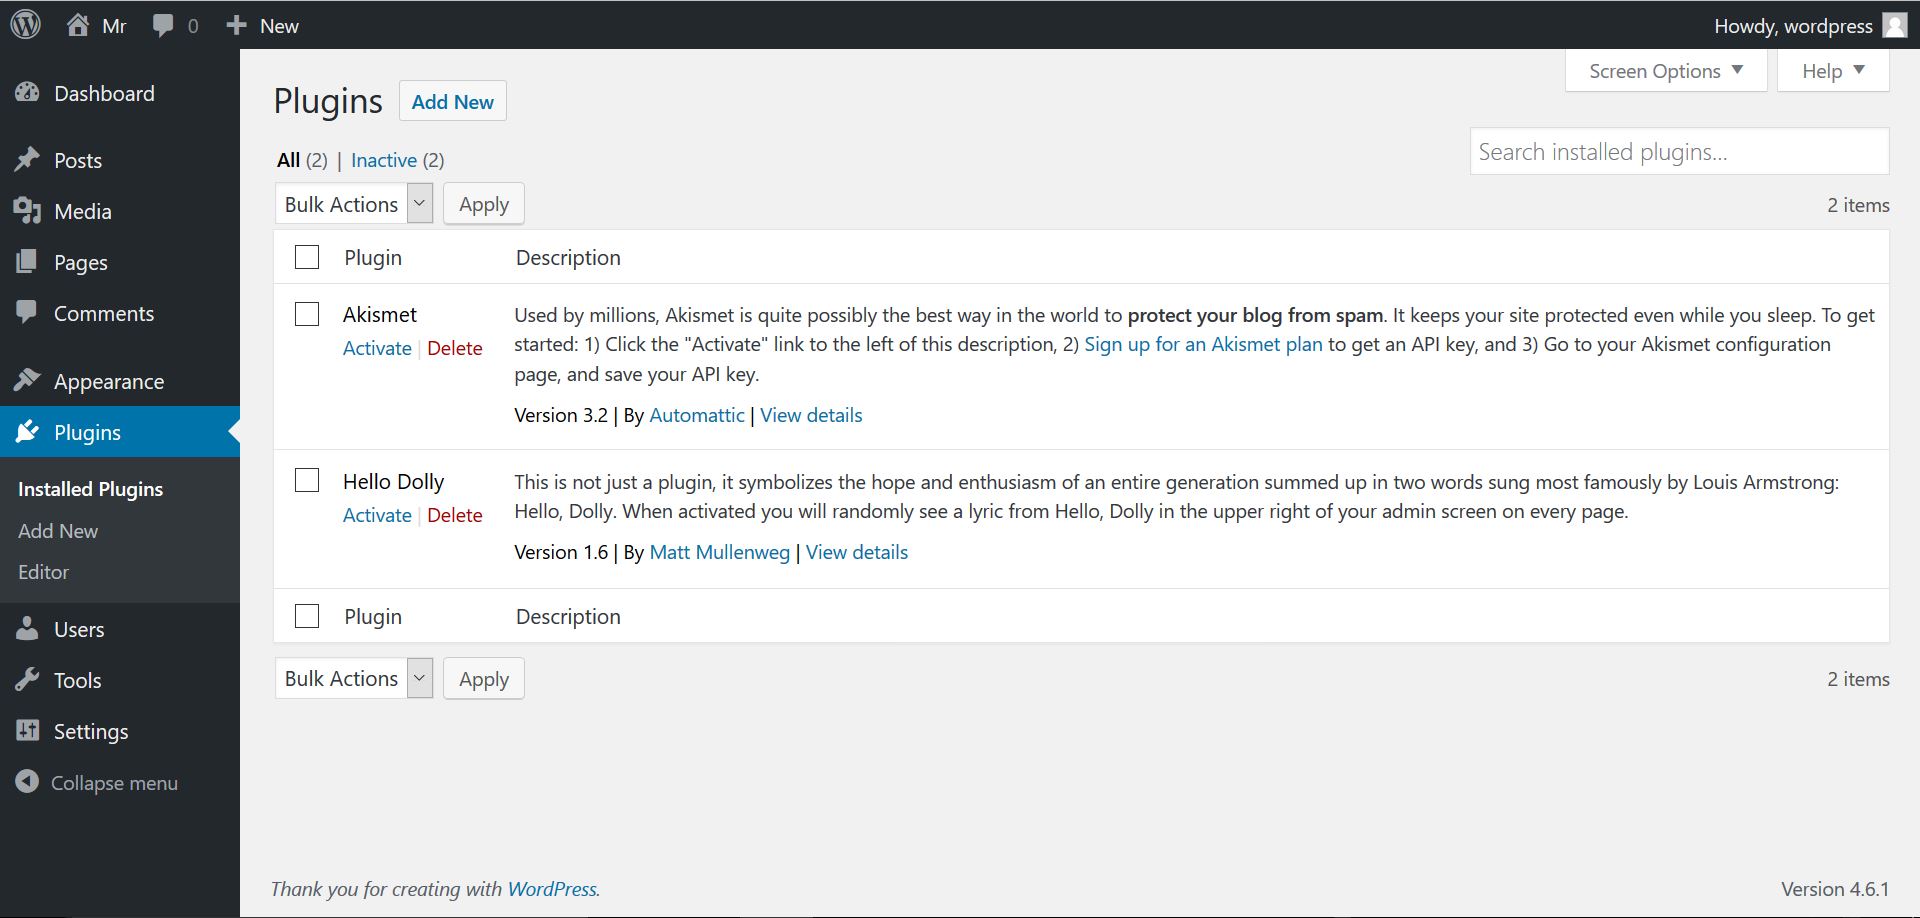 Mr 0 New Howdy, wordpress
Dashboard
Posts
Media
Pages
Comments
Appearance
Plugins
Installed Plugins
Add New
Editor
Users
Tools
Settings
Collapse menu
Screen Options Help
Plugins Add New
All (2) | Inactive (2)
Search installed plugins...
Bulk Actions Apply 2 items
Plugin Description
Akismet
Activate | Delete
Used by millions, Akismet is quite possibly the best way in the world to protect your blog from spam. It keeps your site protected even while you sleep. To get
started: 1) Click the "Activate" link to the left of this description, 2) Sign up for an Akismet plan to get an API key, and 3) Go to your Akismet configuration
page, and save your API key.
Version 3.2 | By Automattic | View details
Hello Dolly
Activate | Delete
This is not just a plugin, it symbolizes the hope and enthusiasm of an entire generation summed up in two words sung most famously by Louis Armstrong:
Hello, Dolly. When activated you will randomly see a lyric from Hello, Dolly in the upper right of your admin screen on every page.
Version 1.6 | By Matt Mullenweg | View details
Plugin Description
Bulk Actions Apply 2 items
Thank you for creating with WordPress. Version 4.6.1